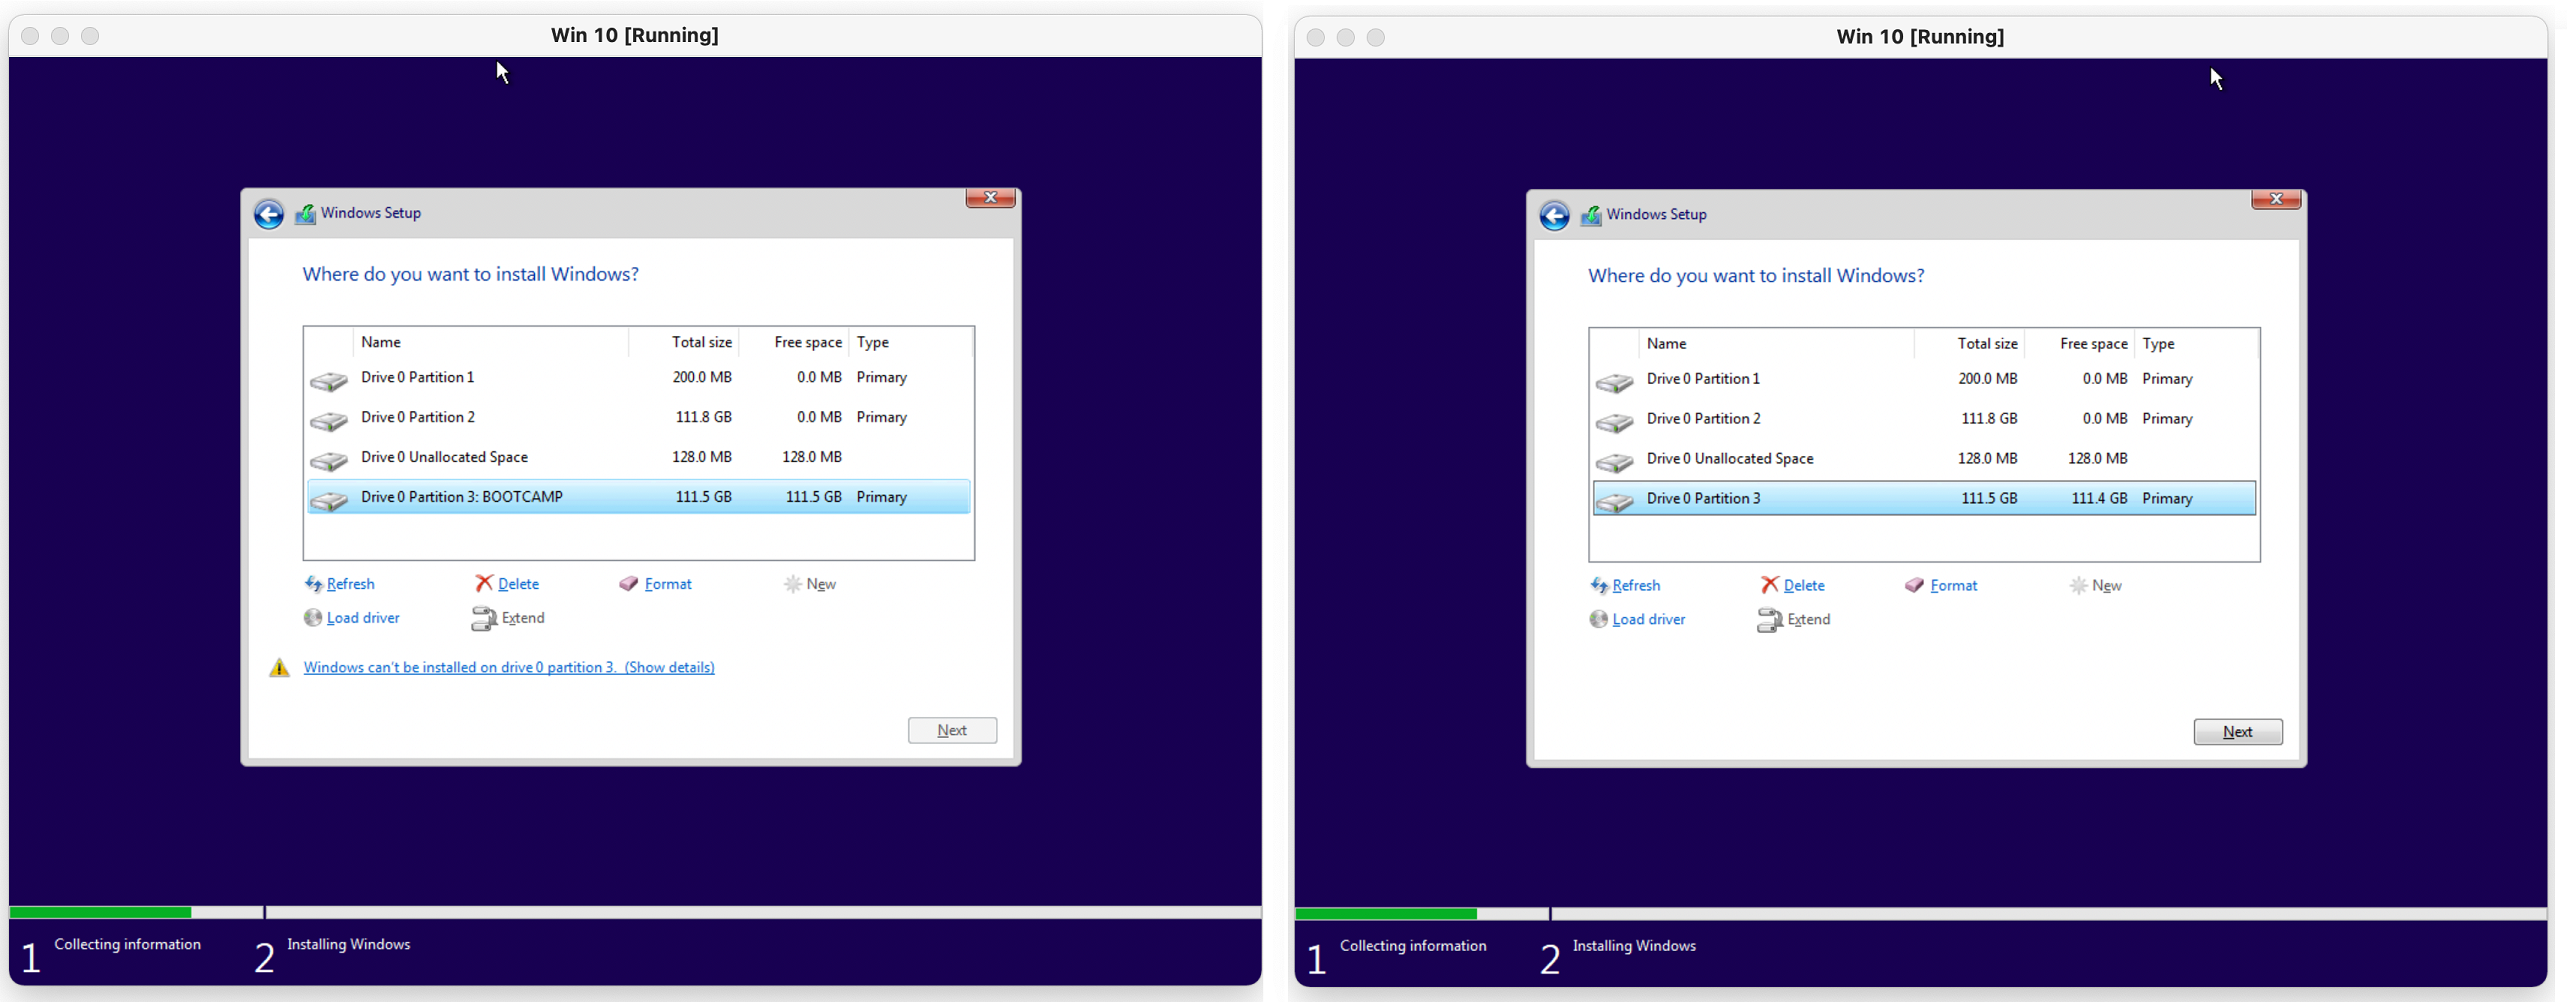 Win 10 [Running]
Windows Setup
Where do you want to install Windows?
Name Total size Free space Type
Drive 0 Partition 1 200.0 MB 0.0 MB Primary
Drive 0 Partition 2 111.8 GB 0.0 MB Primary
Drive 0 Unallocated Space 128.0 MB 128.0 MB
Drive 0 Partition 3: BOOTCAMP 111.5 GB 111.5 GB Primary
Refresh Delete Format New
Load driver Extend
Windows can't be installed on drive 0 partition 3. (Show details)
Next
1 Collecting information 2 Installing Windows
Win 10 [Running]
Windows Setup
Where do you want to install Windows?
Name Total size Free space Type
Drive 0 Partition 1 200.0 MB 0.0 MB Primary
Drive 0 Partition 2 111.8 GB 0.0 MB Primary
Drive 0 Unallocated Space 128.0 MB 128.0 MB
Drive 0 Partition 3 111.5 GB 111.4 GB Primary
Refresh Delete Format New
Load driver Extend
Next
1 Collecting information 2 Installing Windows